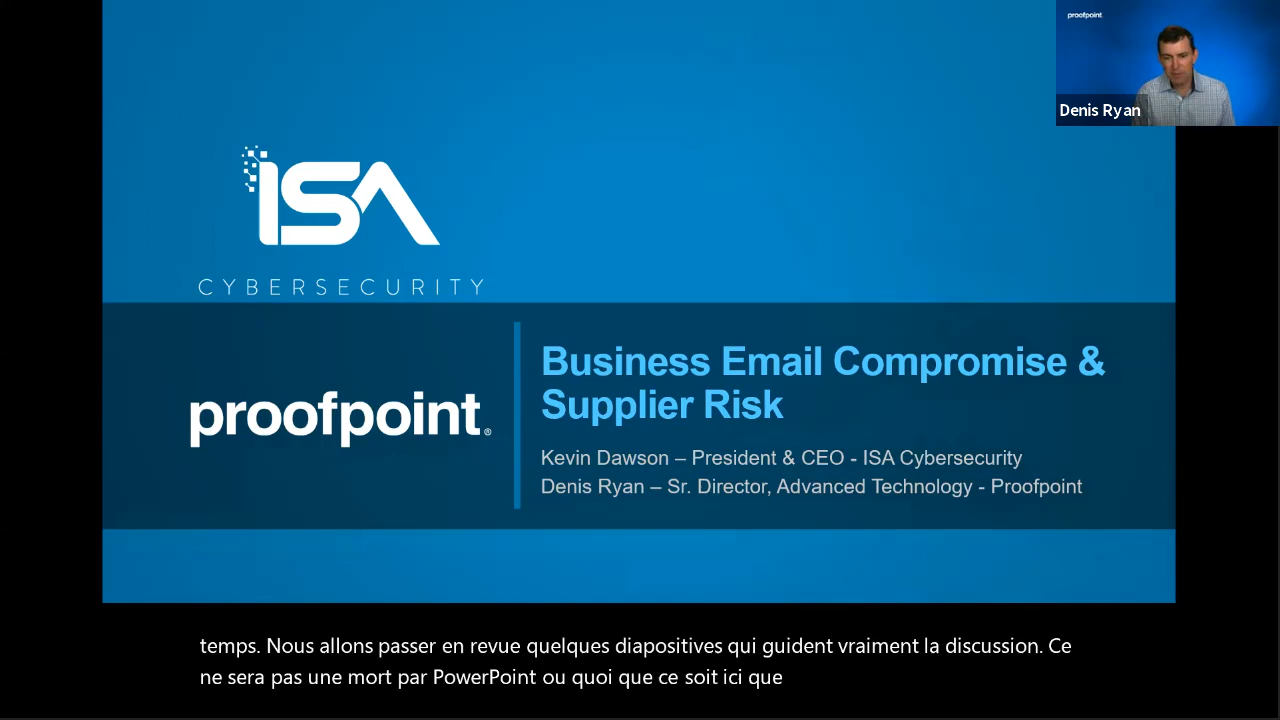 proofpoint
Denis Ryan
ISA
CYBERSECURITY
proofpoint®
Business Email Compromise &
Supplier Risk
Kevin Dawson – President & CEO - ISA Cybersecurity
Denis Ryan – Sr. Director, Advanced Technology - Proofpoint
temps. Nous allons passer en revue quelques diapositives qui guident vraiment la discussion. Ce
ne sera pas une mort par PowerPoint ou quoi que ce soit ici que